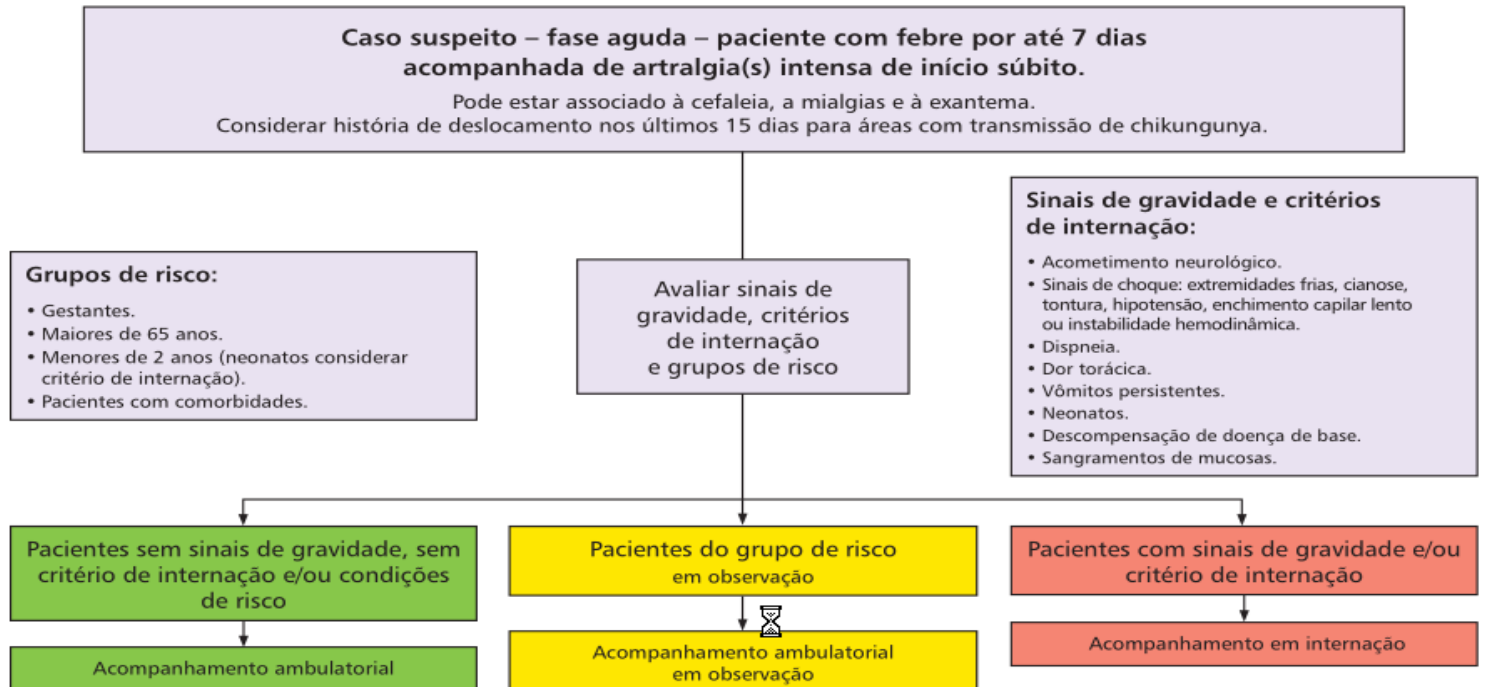 Caso suspeito – fase aguda – paciente com febre por até 7 dias
acompanhada de artralgia(s) intensa de início súbito.
Pode estar associado à cefaleia, a mialgias e à exantema.
Considerar história de deslocamento nos últimos 15 dias para áreas com transmissão de chikungunya.
Grupos de risco:
• Gestantes.
• Maiores de 65 anos.
• Menores de 2 anos (neonatos considerar
critério de internação).
• Pacientes com comorbidades.
Avaliar sinais de
gravidade, critérios
de internação
e grupos de risco
Sinais de gravidade e critérios
de internação:
• Acometimento neurológico.
• Sinais de choque: extremidades frias, cianose,
tontura, hipotensão, enchimento capilar lento
ou instabilidade hemodinâmica.
• Dispneia.
• Dor torácica.
• Vômitos persistentes.
• Neonatos.
• Descompensação de doença de base.
• Sangramentos de mucosas.
Pacientes sem sinais de gravidade, sem
critério de internação e/ou condições
de risco
Acompanhamento ambulatorial
Pacientes do grupo de risco
em observação
Acompanhamento ambulatorial
em observação
Pacientes com sinais de gravidade e/ou
critério de internação
Acompanhamento em internação